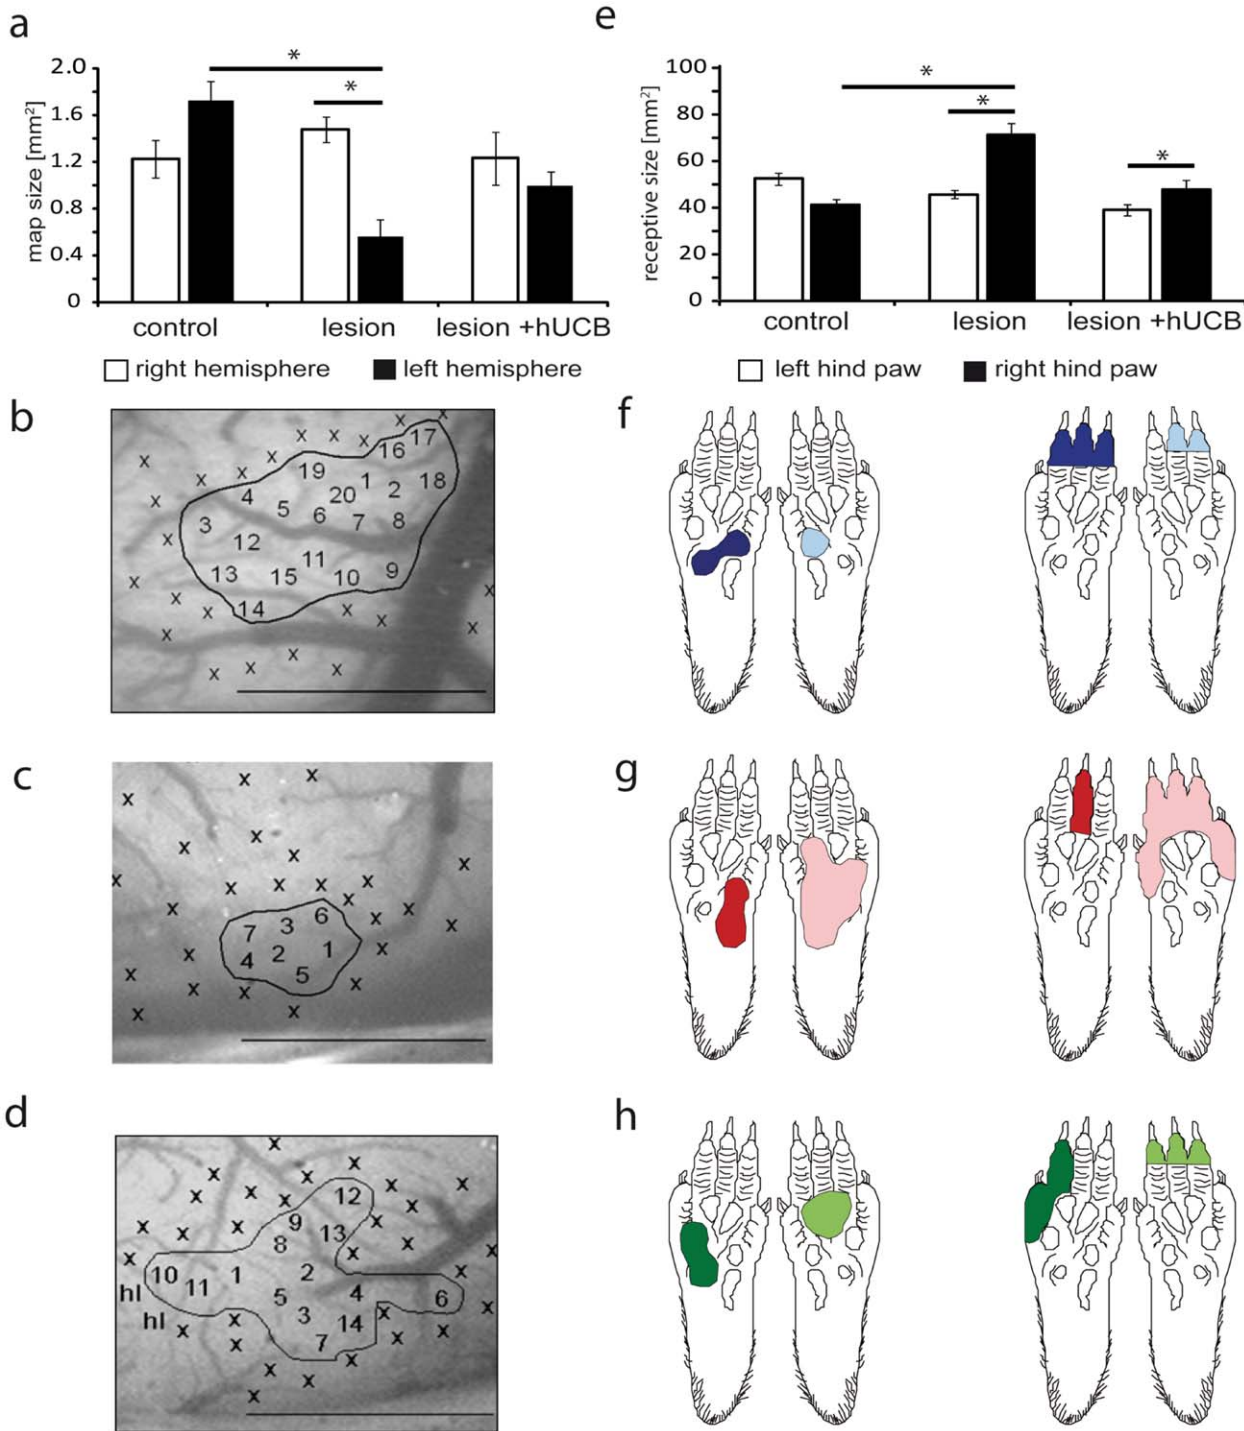 a
*
*
2.0
1.6
1.2
0.8
0.4
0
map size [mm²]
control lesion lesion +hUCB
right hemisphere left hemisphere
e
*
*
*
100
80
60
40
20
0
receptive size [mm²]
control lesion lesion +hUCB
left hind paw right hind paw
b
x x x x x
17
16
x x x x
19 1 18
4 20 2
x 3 5 6 7 8
x 12 11
x 13 15 10 9 x
x x 14 x x
x x
x x x x
c
x x x
x x x
x x x x x x
x 6 x x
7 3 x
4 2 1 x
x 5 x
x x x x
x x
d
x x
x x 12 x x
x x x x 9
x x 8 13 x x
x 10 1 2 x x
hl 11 5 4 6
hl x 3 14 x x
x x 7 x x
x x x
x
f
g
h